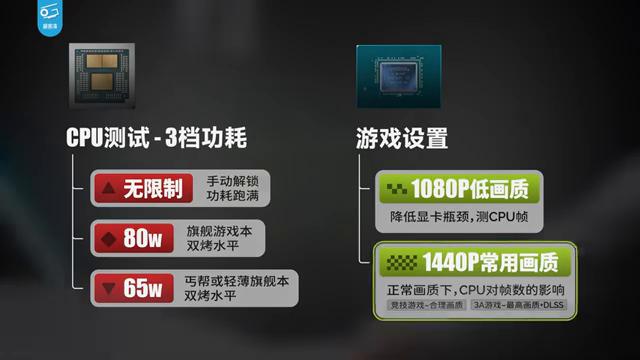 CPU测试-3档功耗
无限制
手动解锁
功耗跑满
80w
旗舰游戏本
双烤水平
65w
丐帮或轻薄旗舰本
双烤水平
游戏设置
1080P低画质
降低显卡瓶颈,测CPU帧
1440P常用画质
正常画质下,CPU对帧数的影响
竞技游戏-合理画质
3A游戏-最高画质+DLSS